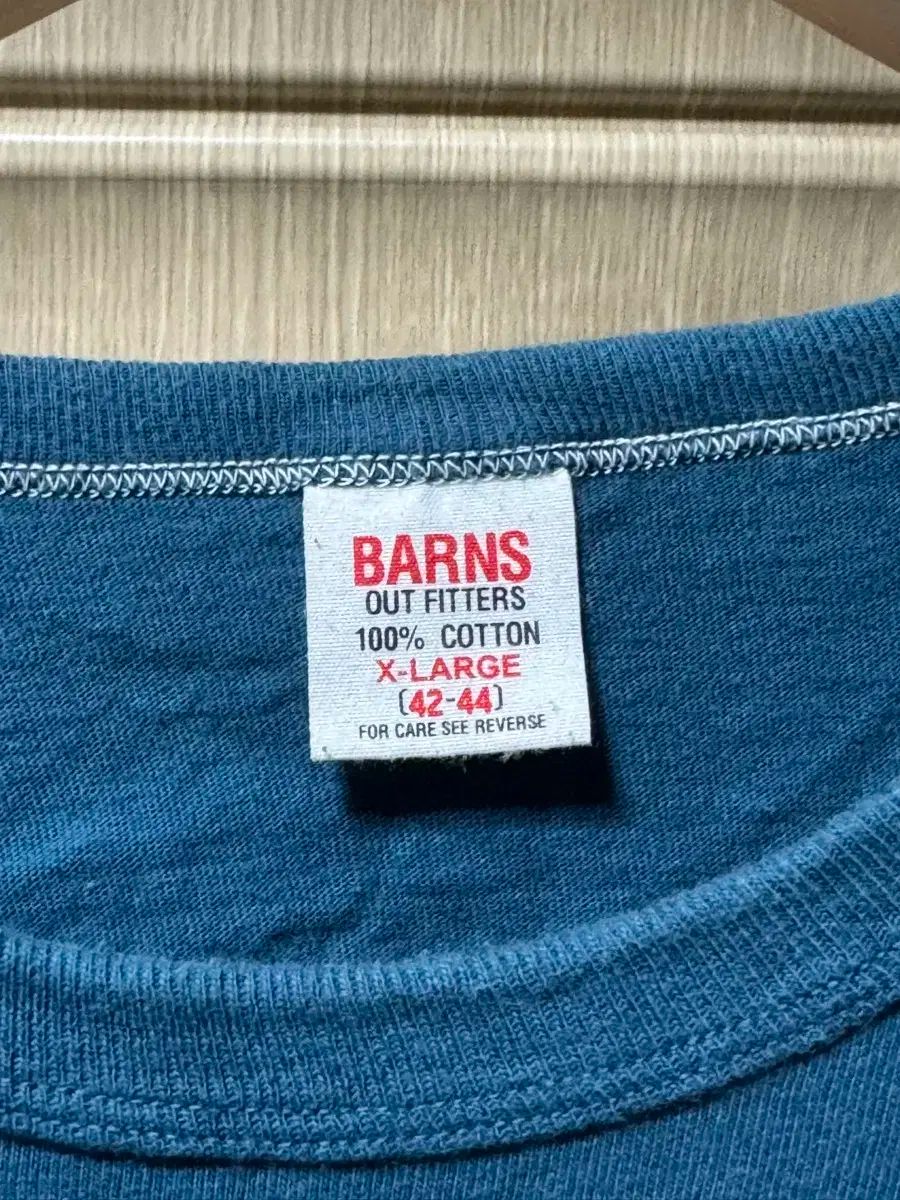 BARNS
OUT FITTERS
100% COTTON
X-LARGE
(42-44)
FOR CARE SEE REVERSE